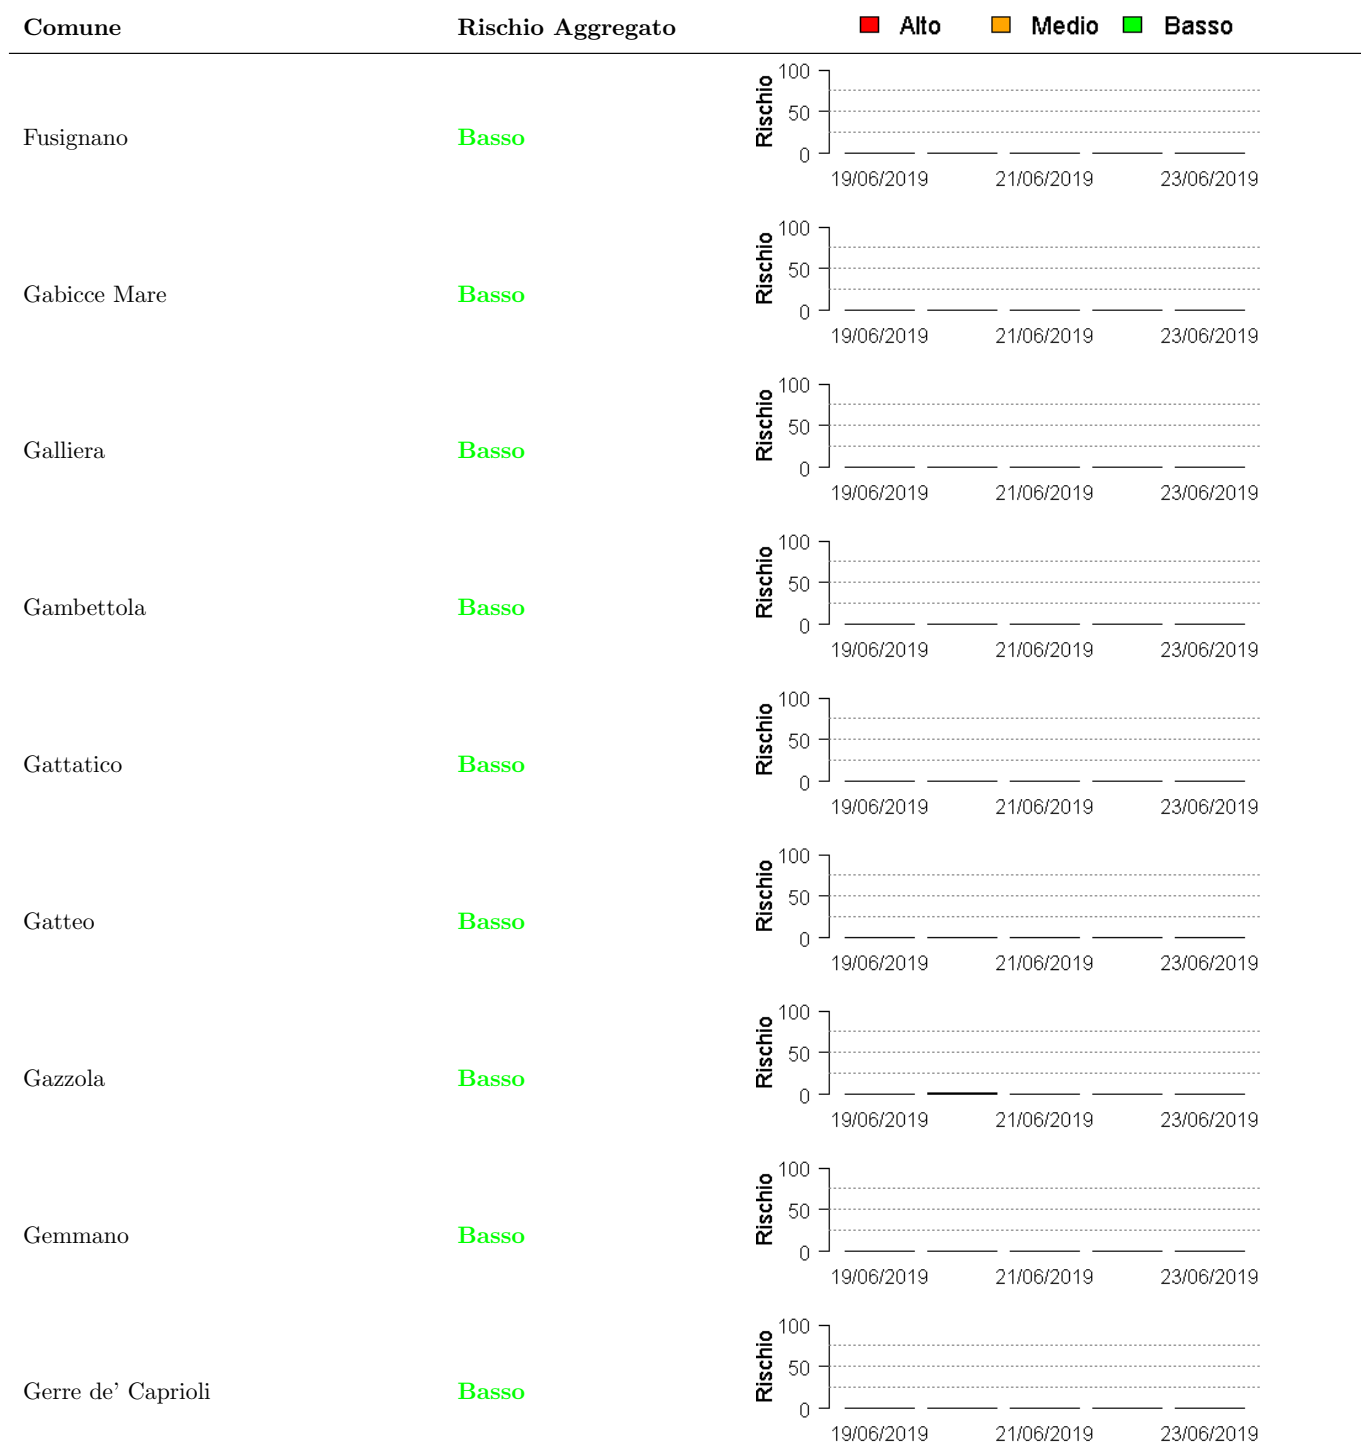 Comune Rischio Aggregato Alto Medio Basso
Fusignano Basso
Rischio
100
50
0
19/06/2019 21/06/2019 23/06/2019
Gabicce Mare Basso
Rischio
100
50
0
19/06/2019 21/06/2019 23/06/2019
Galliera Basso
Rischio
100
50
0
19/06/2019 21/06/2019 23/06/2019
Gambettola Basso
Rischio
100
50
0
19/06/2019 21/06/2019 23/06/2019
Gattatico Basso
Rischio
100
50
0
19/06/2019 21/06/2019 23/06/2019
Gatteo Basso
Rischio
100
50
0
19/06/2019 21/06/2019 23/06/2019
Gazzola Basso
Rischio
100
50
0
19/06/2019 21/06/2019 23/06/2019
Gemmano Basso
Rischio
100
50
0
19/06/2019 21/06/2019 23/06/2019
Gerre de' Caprioli Basso
Rischio
100
50
0
19/06/2019 21/06/2019 23/06/2019